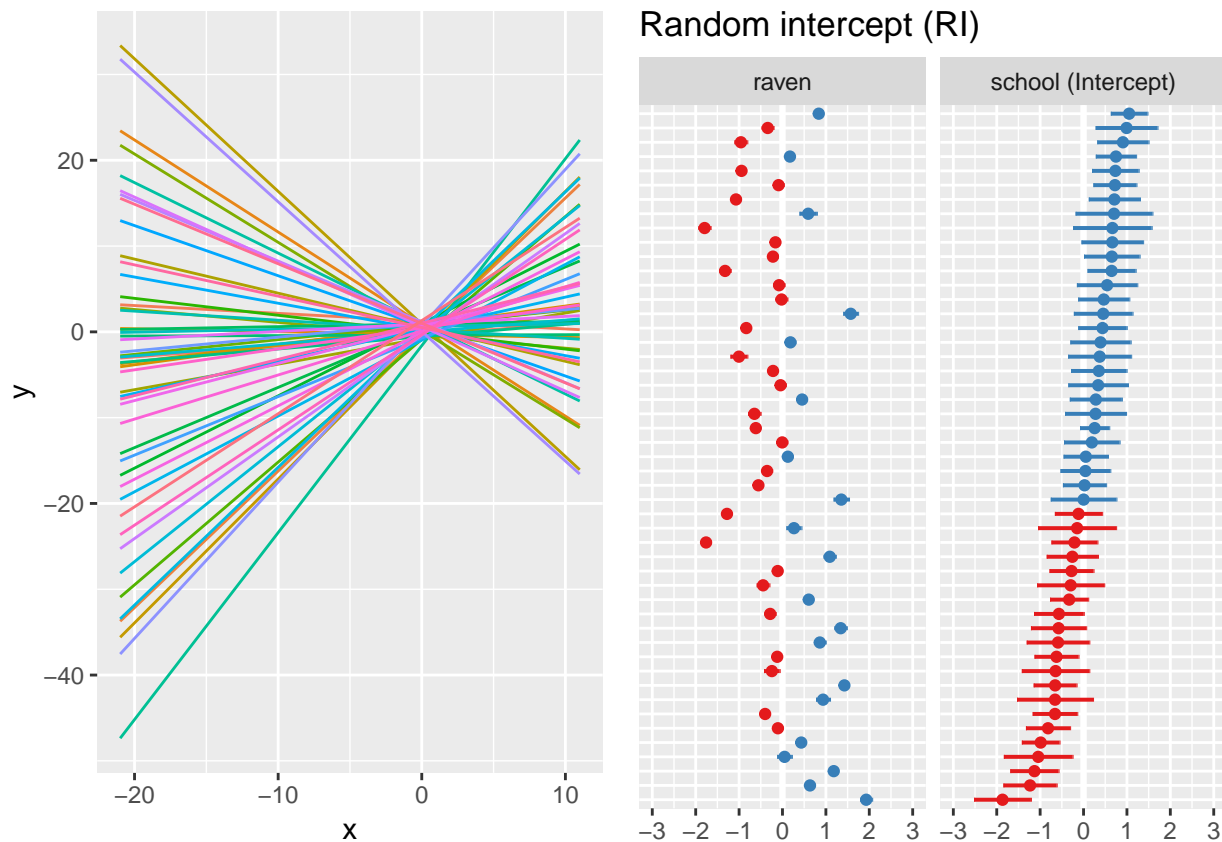 Random intercept (RI)
raven
school (Intercept)
20
0
−20
−40
y
−20 −10 0 10
x
−3 −2 −1 0 1 2 3
−3 −2 −1 0 1 2 3